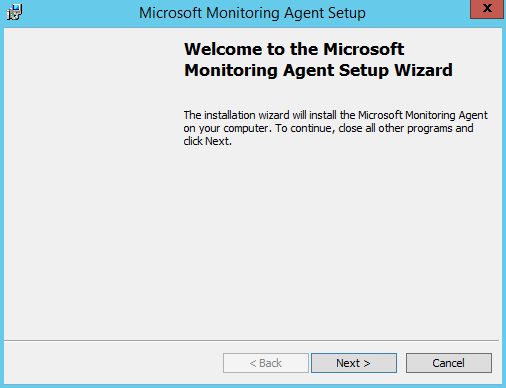 Microsoft Monitoring Agent Setup
x
Welcome to the Microsoft
Monitoring Agent Setup Wizard
The installation wizard will install the Microsoft Monitoring Agent
on your computer. To continue, close all other programs and
click Next.
< Back
Next >
Cancel